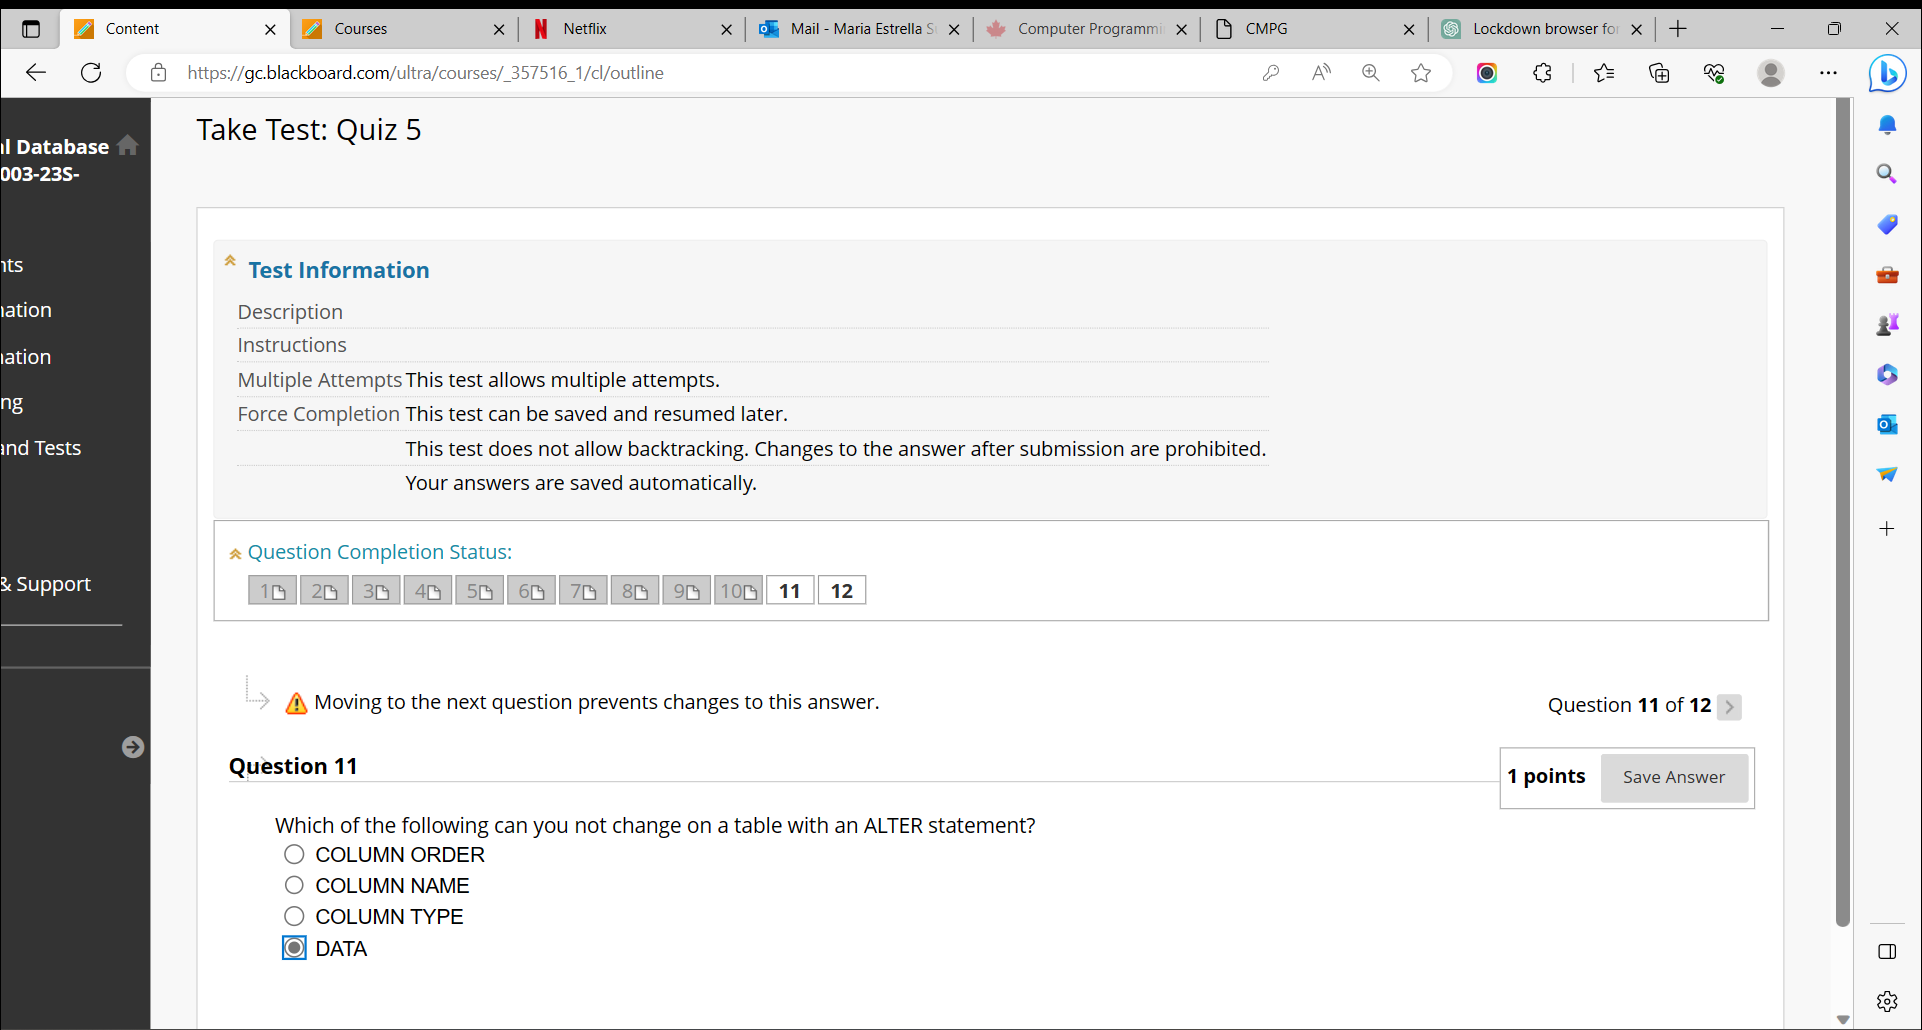 Content
Courses
Netflix
Mail - Maria Estrella S
Computer Programmi
CMPG
Lockdown browser for
https://gc.blackboard.com/ultra/courses/_357516_1/cl/outline
l Database
003-23S-
nts
nation
nation
ng
and Tests
& Support
Take Test: Quiz 5
Test Information
Description
Instructions
Multiple Attempts This test allows multiple attempts.
Force Completion This test can be saved and resumed later.
This test does not allow backtracking. Changes to the answer after submission are prohibited.
Your answers are saved automatically.
Question Completion Status:
1 2 3 4 5 6 7 8 9 10 11 12
Moving to the next question prevents changes to this answer.
Question 11 of 12
Question 11
1 points
Save Answer
Which of the following can you not change on a table with an ALTER statement?
COLUMN ORDER
COLUMN NAME
COLUMN TYPE
DATA